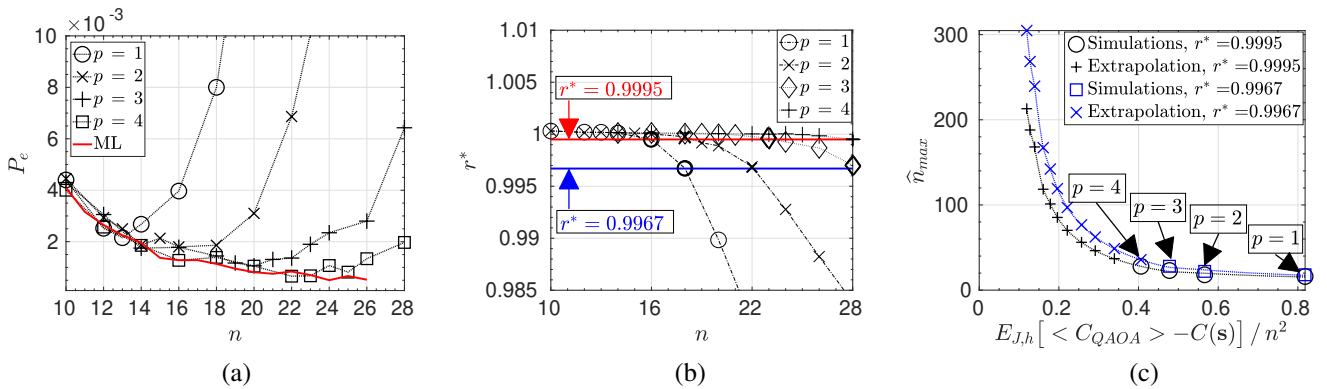 × 10⁻³
10
8
6
4
2
p = 1
p = 2
p = 3
p = 4
ML
P_e
10 12 14 16 18 20 22 24 26 28
n
(a)
1.01
1.005
1
0.995
0.99
0.985
p = 1
p = 2
p = 3
p = 4
r* = 0.9995
r* = 0.9967
r*
10 16 22 28
n
(b)
300
200
100
0
Simulations, r* =0.9995
Extrapolation, r* =0.9995
Simulations, r* =0.9967
Extrapolation, r* =0.9967
p = 4
p = 3
p = 2
p = 1
n̂_max
0 0.2 0.4 0.6 0.8
E_{J,h}[ < C_{QAOA} > −C(s)] / n²
(c)